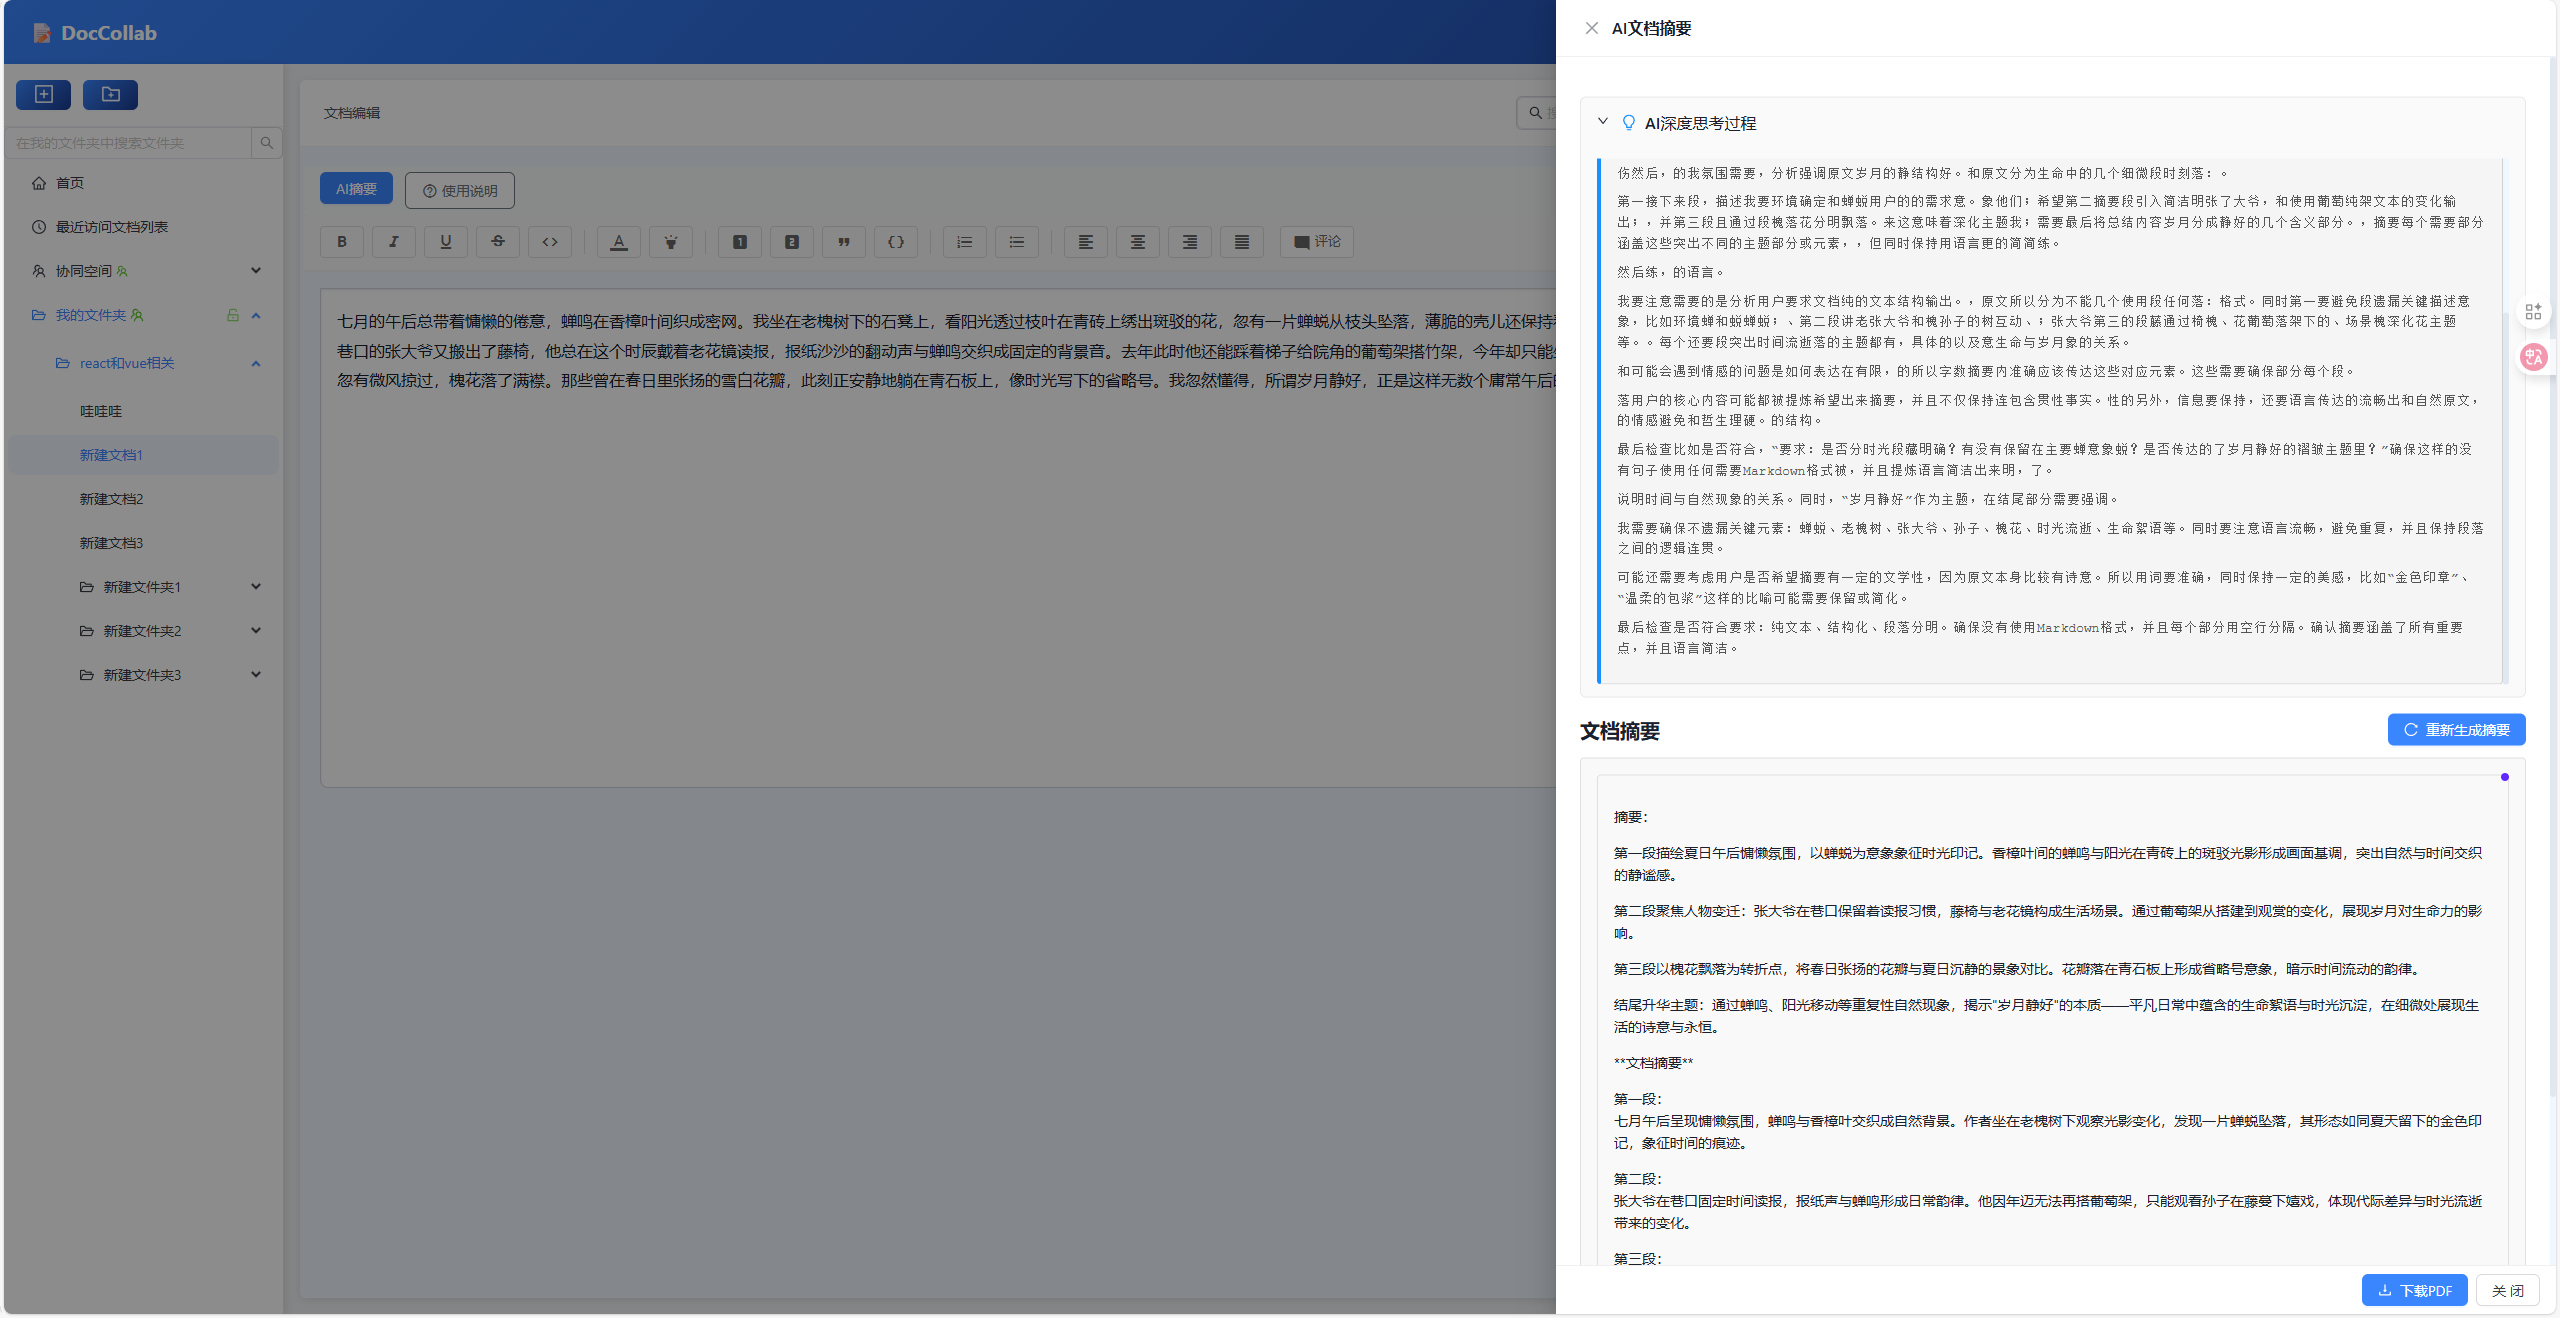 DocCollab
在我的文件夹中搜索文件夹
首页
最近访问文档列表
协同空间
我的文件夹
react和vue相关
哇哇哇
新建文档1
新建文档2
新建文档3
新建文件夹1
新建文件夹2
新建文件夹3
文档编辑
AI摘要
使用说明
B I U S <> A 1 2 {} 评论
七月的午后总带着慵懒的倦意，蝉鸣在香樟叶间织成密网。我坐在老槐树下的石凳上，看阳光透过枝叶在青砖上绣出斑驳的花，忽有一片蝉蜕从枝头坠落，薄脆的壳儿还保持
巷口的张大爷又搬出了藤椅，他总在这个时辰戴着老花镜读报，报纸沙沙的翻动声与蝉鸣交织成固定的背景音。去年此时他还能踩着梯子给院角的葡萄架搭竹架，今年却只能
忽有微风掠过，槐花落了满襟。那些曾在春日里张扬的雪白花瓣，此刻正安静地躺在青石板上，像时光写下的省略号。我忽然懂得，所谓岁月静好，正是这样无数个庸常午后
AI文档摘要
AI深度思考过程
伤然后，的我氛围需要，分析强调原文岁月的静结构好。和原文分为生命中的几个细微段时刻落：。
第一接下来段，描述我要环境确定和蝉蜕用户的的需求意。象他们；希望第二摘要段引入简洁明张了大爷，和使用葡萄纯架文本的变化输
出；，并第三段且通过段槐落花分明飘落。来这意味着深化主题我；需要最后将总结内容岁月分成静好的几个含义部分。，摘要每个需要部分
涵盖这些突出不同的主题部分或元素，，但同时保持用语言更的简简练。
然后练，的语言。
我要注意需要的是分析用户要求文档纯的文本结构输出。，原文所以分为不能几个使用段任何落：格式。同时第一要避免段遗漏关键描述意
象，比如环境蝉和蜕蝉蜕；、第二段讲老张大爷和槐孙子的树互动、；张大爷第三的段藤通过椅槐、花葡萄落架下的、场景槐深化花主题
等。。每个还要段突出时间流逝落的主题都有，具体的以及意生命与岁月象的关系。
和可能会遇到情感的问题是如何表达在有限，的所以字数摘要内准确应该传达这些对应元素。这些需要确保部分每个段。
落用户的核心内容可能都被提炼希望出来摘要，并且不仅保持连包含贯性事实。性的另外，信息要保持，还要语言传达的流畅出和自然原文，
的情感避免和哲生理硬。的结构。
最后检查比如是否符合，“要求：是否分时光段藏明确？有没有保留在主要蝉意象蜕？是否传达的了岁月静好的褶皱主题里？”确保这样的没
有句子使用任何需要Markdown格式被，并且提炼语言简洁出来明，了。
说明时间与自然现象的关系。同时，“岁月静好”作为主题，在结尾部分需要强调。
我需要确保不遗漏关键元素：蝉蜕、老槐树、张大爷、孙子、槐花、时光流逝、生命絮语等。同时要注意语言流畅，避免重复，并且保持段落
之间的逻辑连贯。
可能还需要考虑用户是否希望摘要有一定的文学性，因为原文本身比较有诗意。所以用词要准确，同时保持一定的美感，比如“金色印章”、
“温柔的包浆”这样的比喻可能需要保留或简化。
最后检查是否符合要求：纯文本、结构化、段落分明。确保没有使用Markdown格式，并且每个部分用空行分隔。确认摘要涵盖了所有重要
点，并且语言简洁。
文档摘要
重新生成摘要
摘要：
第一段描绘夏日午后慵懒氛围，以蝉蜕为意象象征时光印记。香樟叶间的蝉鸣与阳光在青砖上的斑驳光影形成画面基调，突出自然与时间交织
的静谧感。
第二段聚焦人物变迁：张大爷在巷口保留着读报习惯，藤椅与老花镜构成生活场景。通过葡萄架从搭建到观赏的变化，展现岁月对生命力的影
响。
第三段以槐花飘落为转折点，将春日张扬的花瓣与夏日沉静的景象对比。花瓣落在青石板上形成省略号意象，暗示时间流动的韵律。
结尾升华主题：通过蝉鸣、阳光移动等重复性自然现象，揭示"岁月静好"的本质——平凡日常中蕴含的生命絮语与时光沉淀，在细微处展现生
活的诗意与永恒。
**文档摘要**
第一段：
七月午后呈现慵懒氛围，蝉鸣与香樟叶交织成自然背景。作者坐在老槐树下观察光影变化，发现一片蝉蜕坠落，其形态如同夏天留下的金色印
记，象征时间的痕迹。
第二段：
张大爷在巷口固定时间读报，报纸声与蝉鸣形成日常韵律。他因年迈无法再搭葡萄架，只能观看孙子在藤蔓下嬉戏，体现代际差异与时光流逝
带来的变化。
第三段：
下载PDF
关 闭